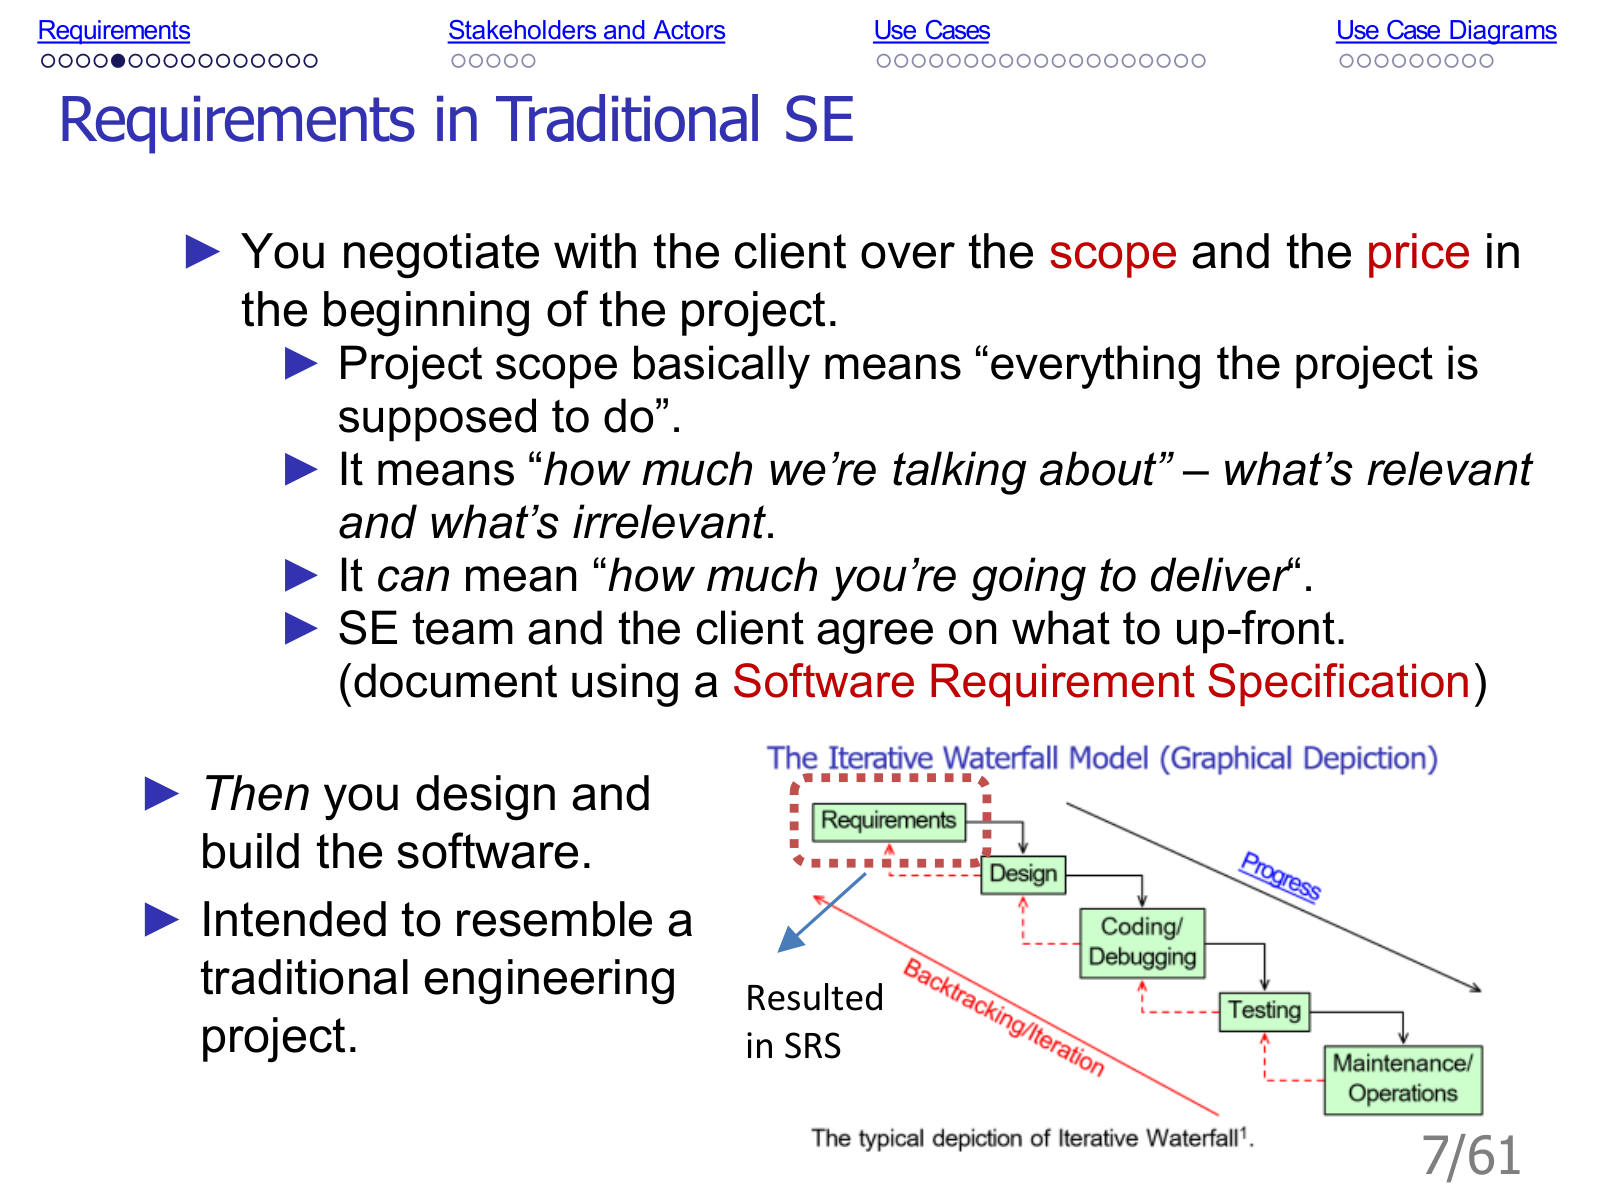 Requirements Stakeholders and Actors Use Cases Use Case Diagrams
Requirements in Traditional SE
► You negotiate with the client over the scope and the price in
the beginning of the project.
► Project scope basically means “everything the project is
supposed to do”.
► It means “how much we’re talking about” – what’s relevant
and what’s irrelevant.
► It can mean “how much you’re going to deliver“.
► SE team and the client agree on what to up-front.
(document using a Software Requirement Specification)
► Then you design and
build the software.
► Intended to resemble a
traditional engineering
project.
The Iterative Waterfall Model (Graphical Depiction)
Requirements
Design
Coding/
Debugging
Testing
Maintenance/
Operations
Progress
Backtracking/Iteration
Resulted
in SRS
The typical depiction of Iterative Waterfall¹.
7/61